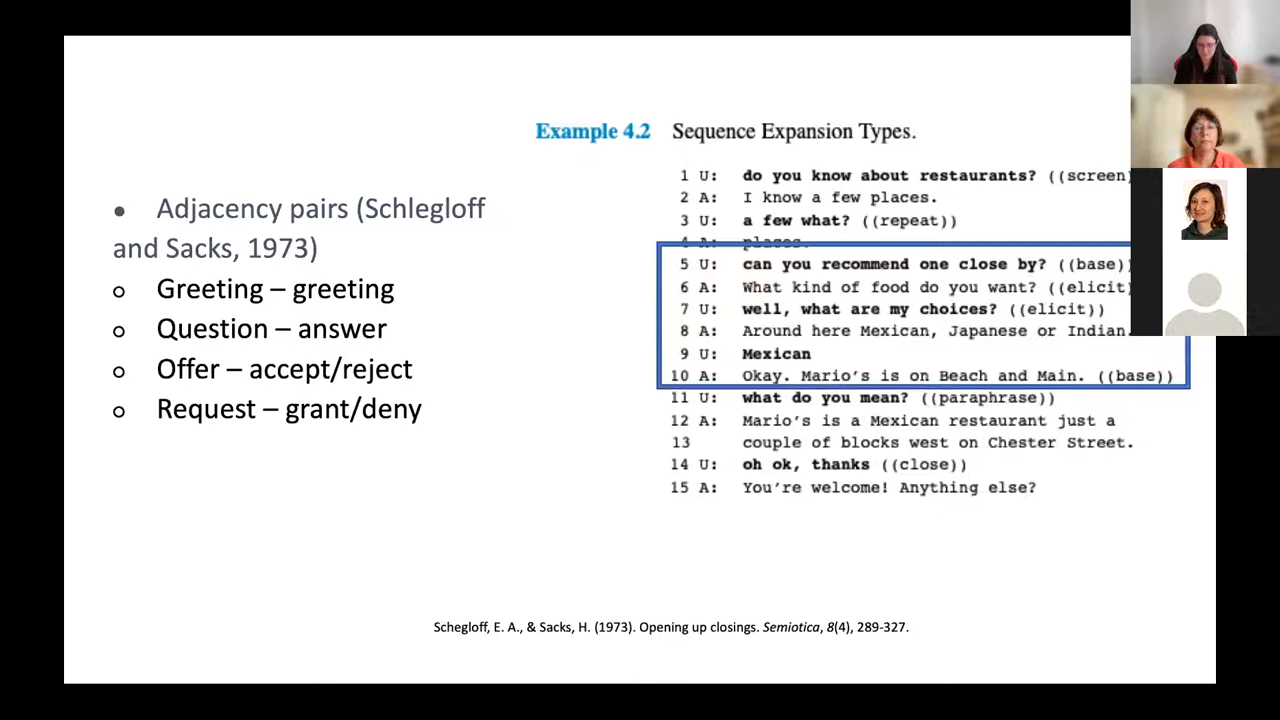 Example 4.2 Sequence Expansion Types.
• Adjacency pairs (Schlegloff
and Sacks, 1973)
○ Greeting – greeting
○ Question – answer
○ Offer – accept/reject
○ Request – grant/deny
1 U: do you know about restaurants? ((screen)
2 A: I know a few places.
3 U: a few what? ((repeat))
4 A: places.
5 U: can you recommend one close by? ((base))
6 A: What kind of food do you want? ((elicit)
7 U: well, what are my choices? ((elicit))
8 A: Around here Mexican, Japanese or Indian.
9 U: Mexican
10 A: Okay. Mario's is on Beach and Main. ((base))
11 U: what do you mean? ((paraphrase))
12 A: Mario's is a Mexican restaurant just a
13 couple of blocks west on Chester Street.
14 U: oh ok, thanks ((close))
15 A: You're welcome! Anything else?
Schegloff, E. A., & Sacks, H. (1973). Opening up closings. Semiotica, 8(4), 289-327.